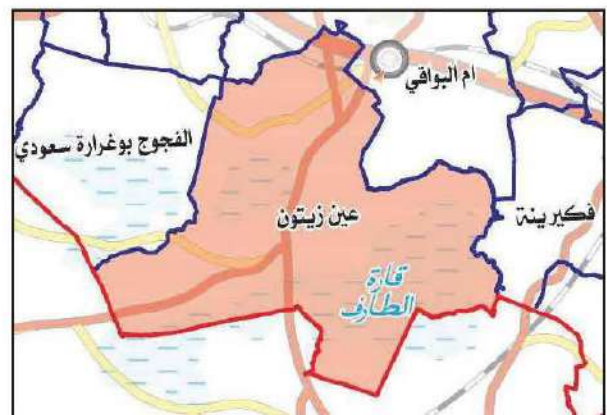 ام البواقي
الفجوج بوغرارة سعودي
فكيرينة
عين زيتون
قارة
الطارف